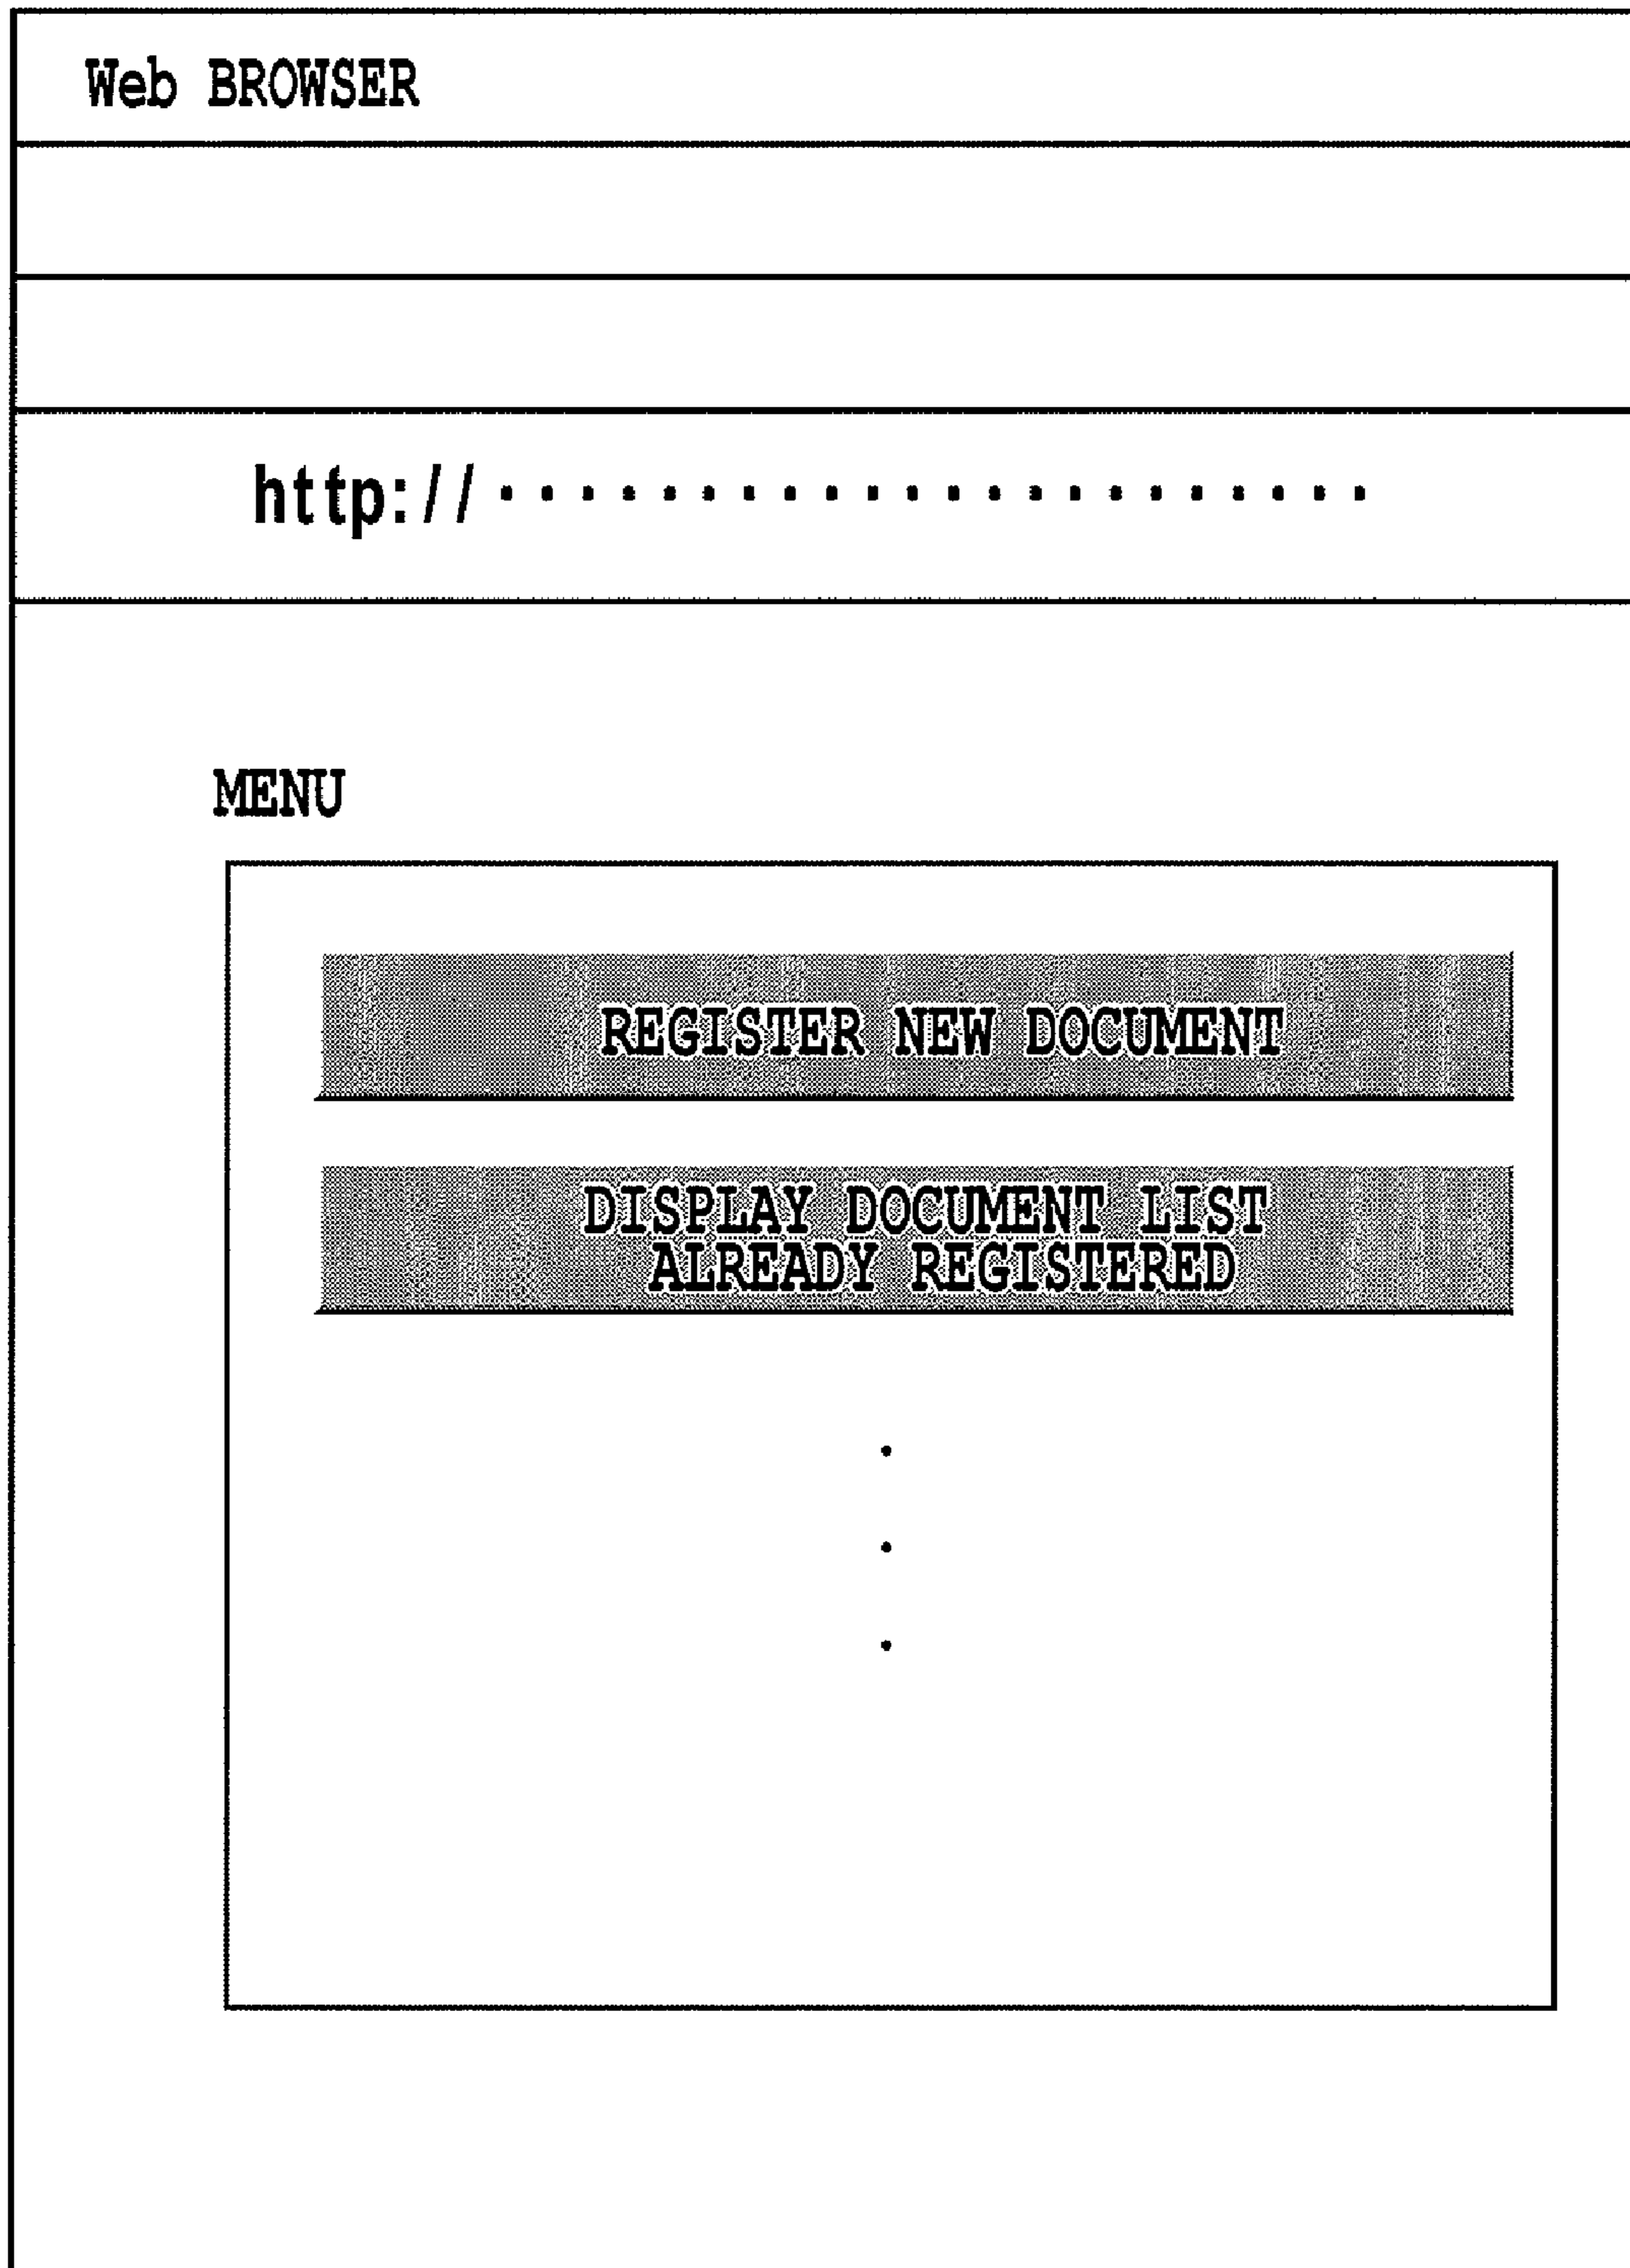 Web BROWSER
http://······················
MENU
REGISTER NEW DOCUMENT
DISPLAY DOCUMENT LIST
ALREADY REGISTERED